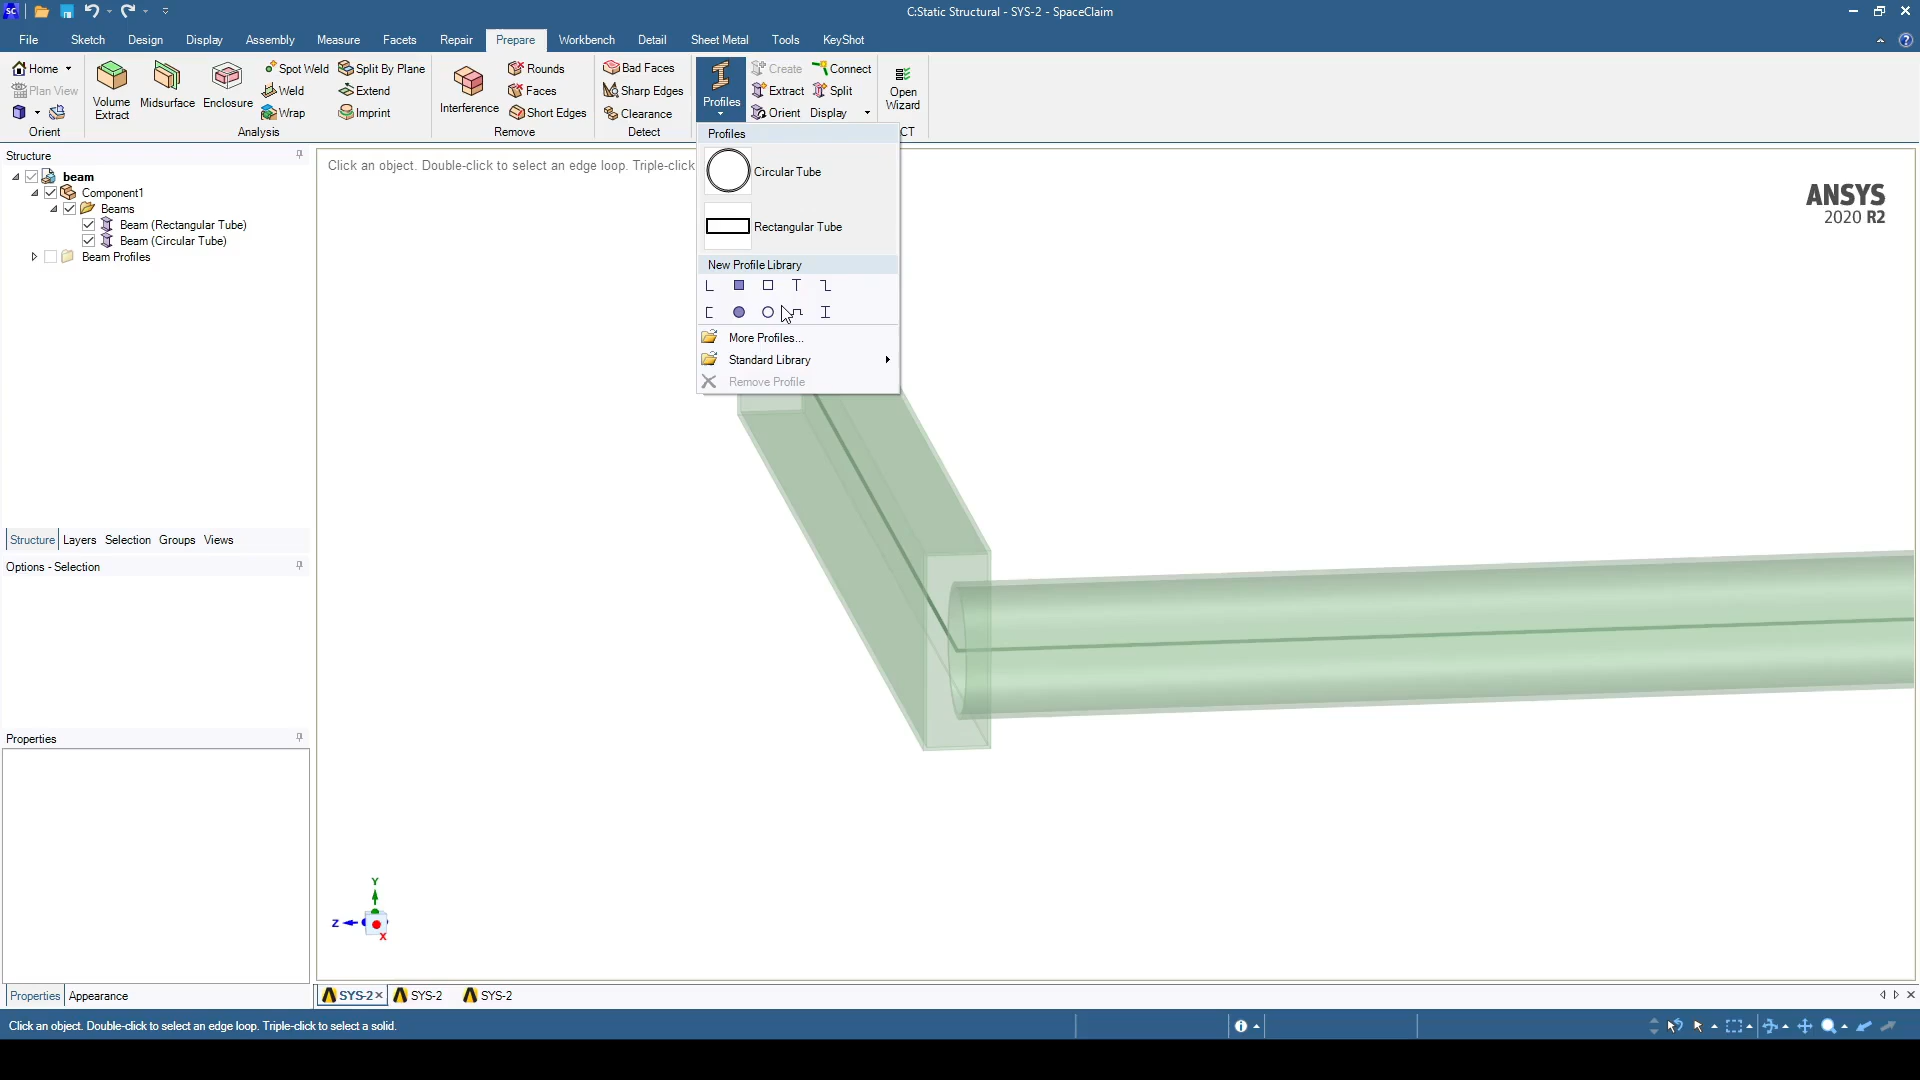 SC
C:Static Structural - SYS-2 - SpaceClaim
File Sketch Design Display Assembly Measure Facets Repair Prepare Workbench Detail Sheet Metal Tools KeyShot
Home
Plan View
Orient
Volume Extract
Midsurface
Enclosure
Spot Weld
Weld
Wrap
Split By Plane
Extend
Imprint
Analysis
Interference
Rounds
Faces
Short Edges
Remove
Bad Faces
Sharp Edges
Clearance
Detect
Profiles
Create
Extract
Orient
Connect
Split
Display
Open Wizard
CT
Structure
beam
Component1
Beams
Beam (Rectangular Tube)
Beam (Circular Tube)
Beam Profiles
Click an object. Double-click to select an edge loop. Triple-click
Profiles
Circular Tube
Rectangular Tube
New Profile Library
More Profiles...
Standard Library
Remove Profile
ANSYS
2020 R2
Structure Layers Selection Groups Views
Options - Selection
Properties
Y
Z
X
Properties Appearance
SYS-2 SYS-2 SYS-2
Click an object. Double-click to select an edge loop. Triple-click to select a solid.